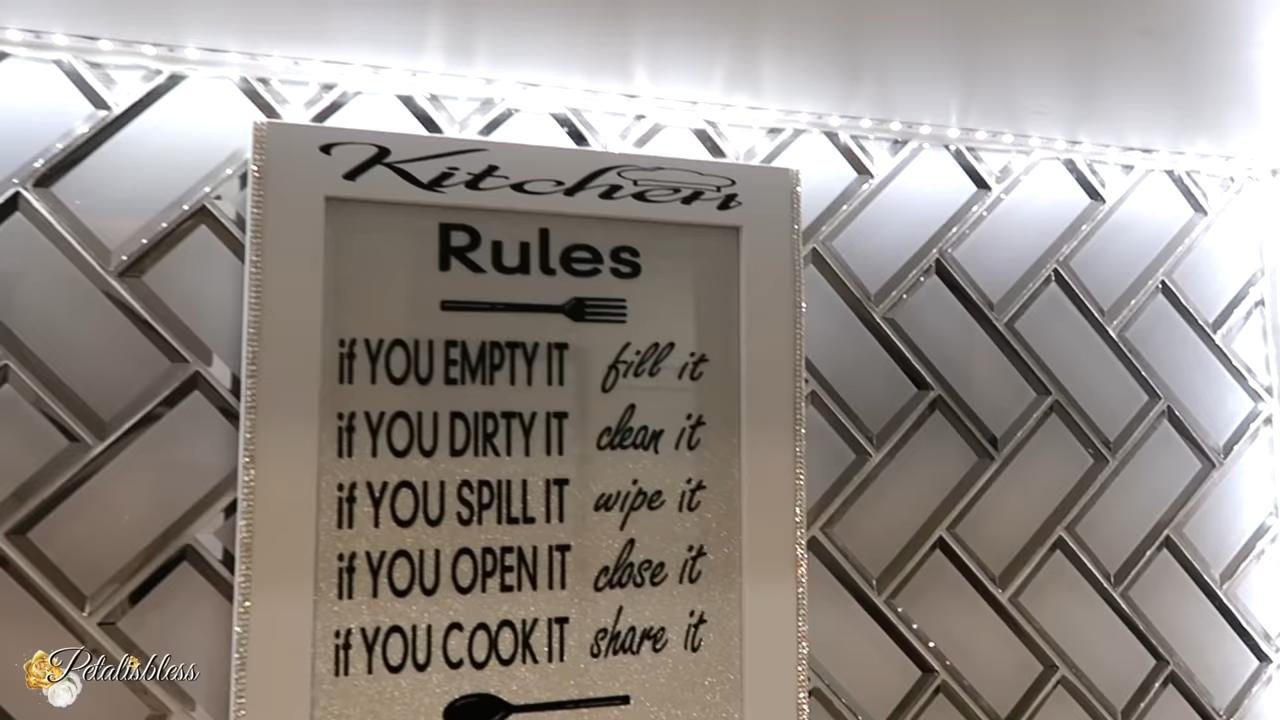 Kitchen
Rules
if YOU EMPTY IT fill it
if YOU DIRTY IT clean it
if YOU SPILL IT wipe it
if YOU OPEN IT close it
if YOU COOK IT share it
Petalisbless